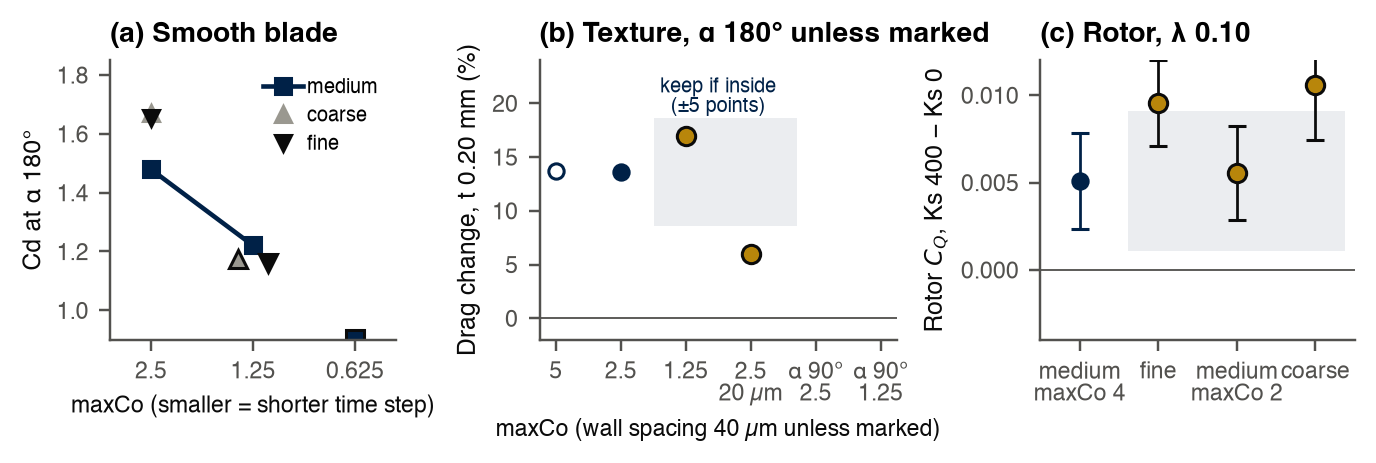 (a) Smooth blade
Cd at α 180°
1.8
1.6
1.4
1.2
1.0
medium
coarse
fine
2.5 1.25 0.625
maxCo (smaller = shorter time step)
(b) Texture, α 180° unless marked
Drag change, t 0.20 mm (%)
20
15
10
5
0
keep if inside
(±5 points)
5 2.5 1.25 2.5 α 90° α 90°
20 µm 2.5 1.25
maxCo (wall spacing 40 µm unless marked)
(c) Rotor, λ 0.10
Rotor CQ, Ks 400 − Ks 0
0.010
0.005
0.000
medium fine medium coarse
maxCo 4 maxCo 2